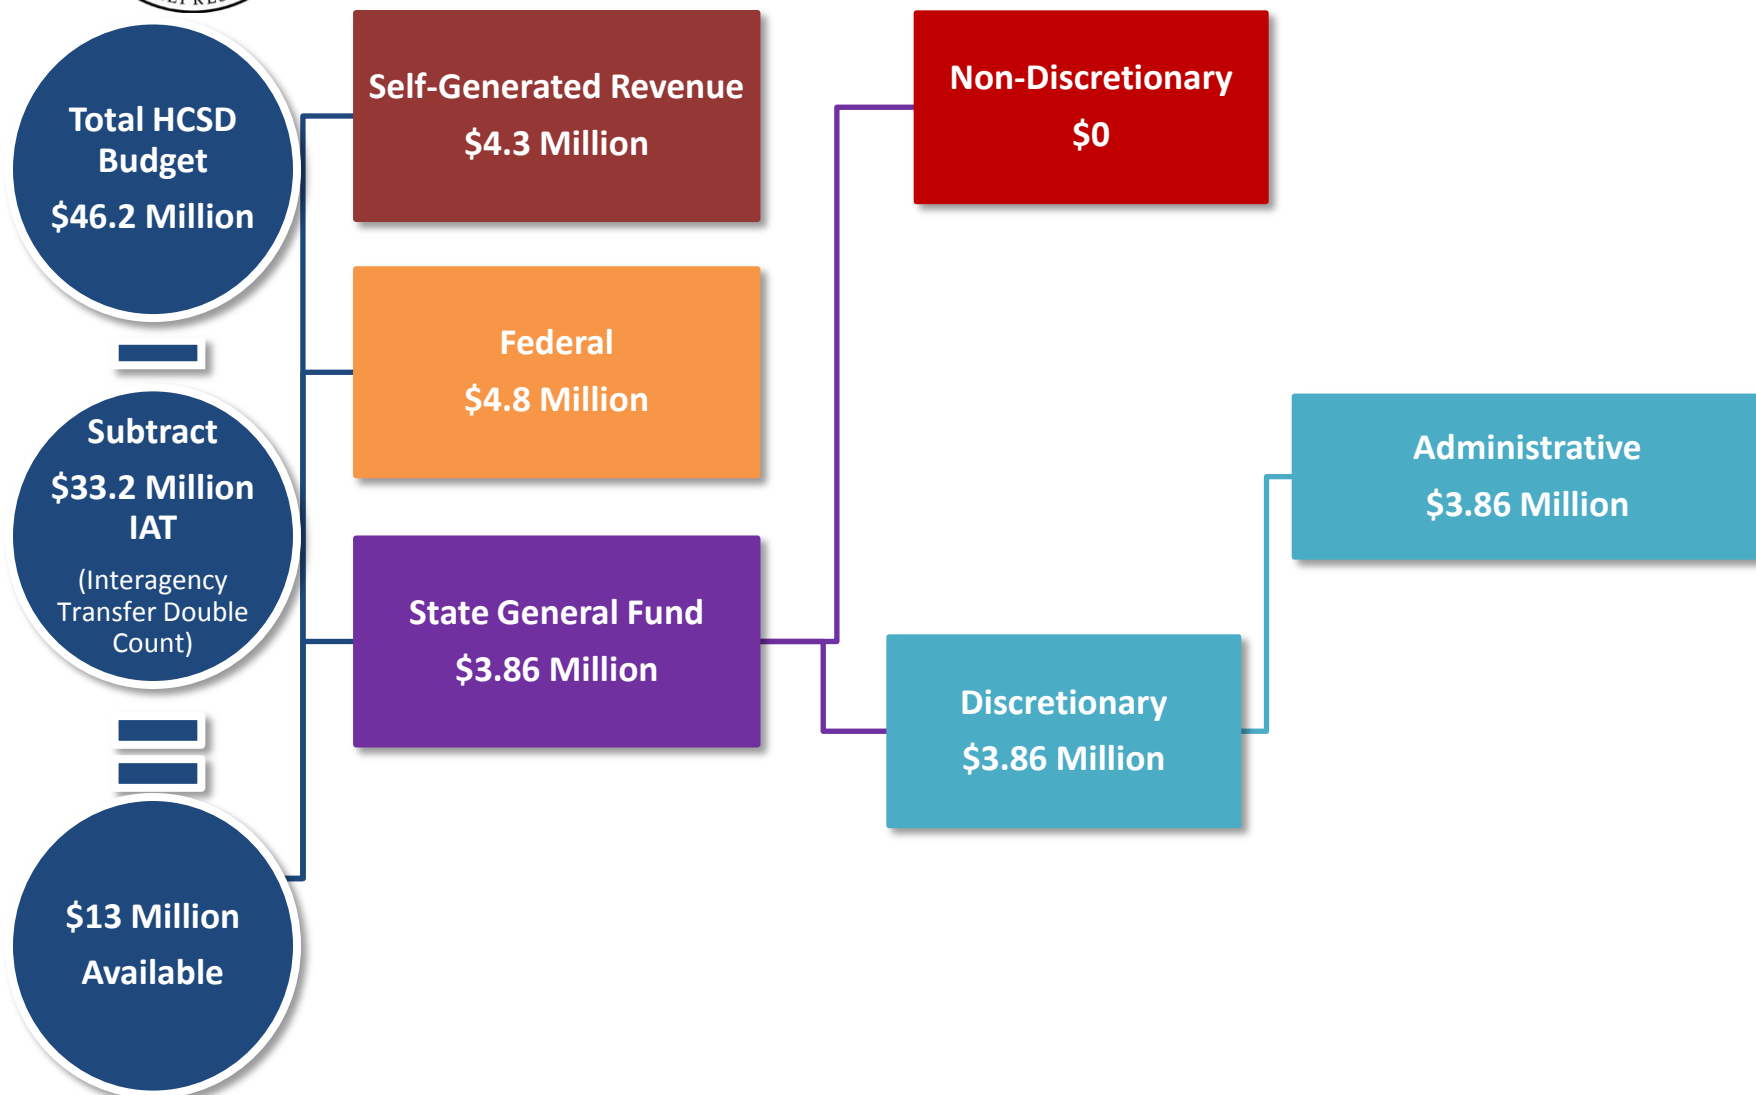 Total HCSD
Budget
$46.2 Million
Subtract
$33.2 Million
IAT
(Interagency
Transfer Double
Count)
$13 Million
Available
Self-Generated Revenue
$4.3 Million
Federal
$4.8 Million
State General Fund
$3.86 Million
Non-Discretionary
$0
Discretionary
$3.86 Million
Administrative
$3.86 Million